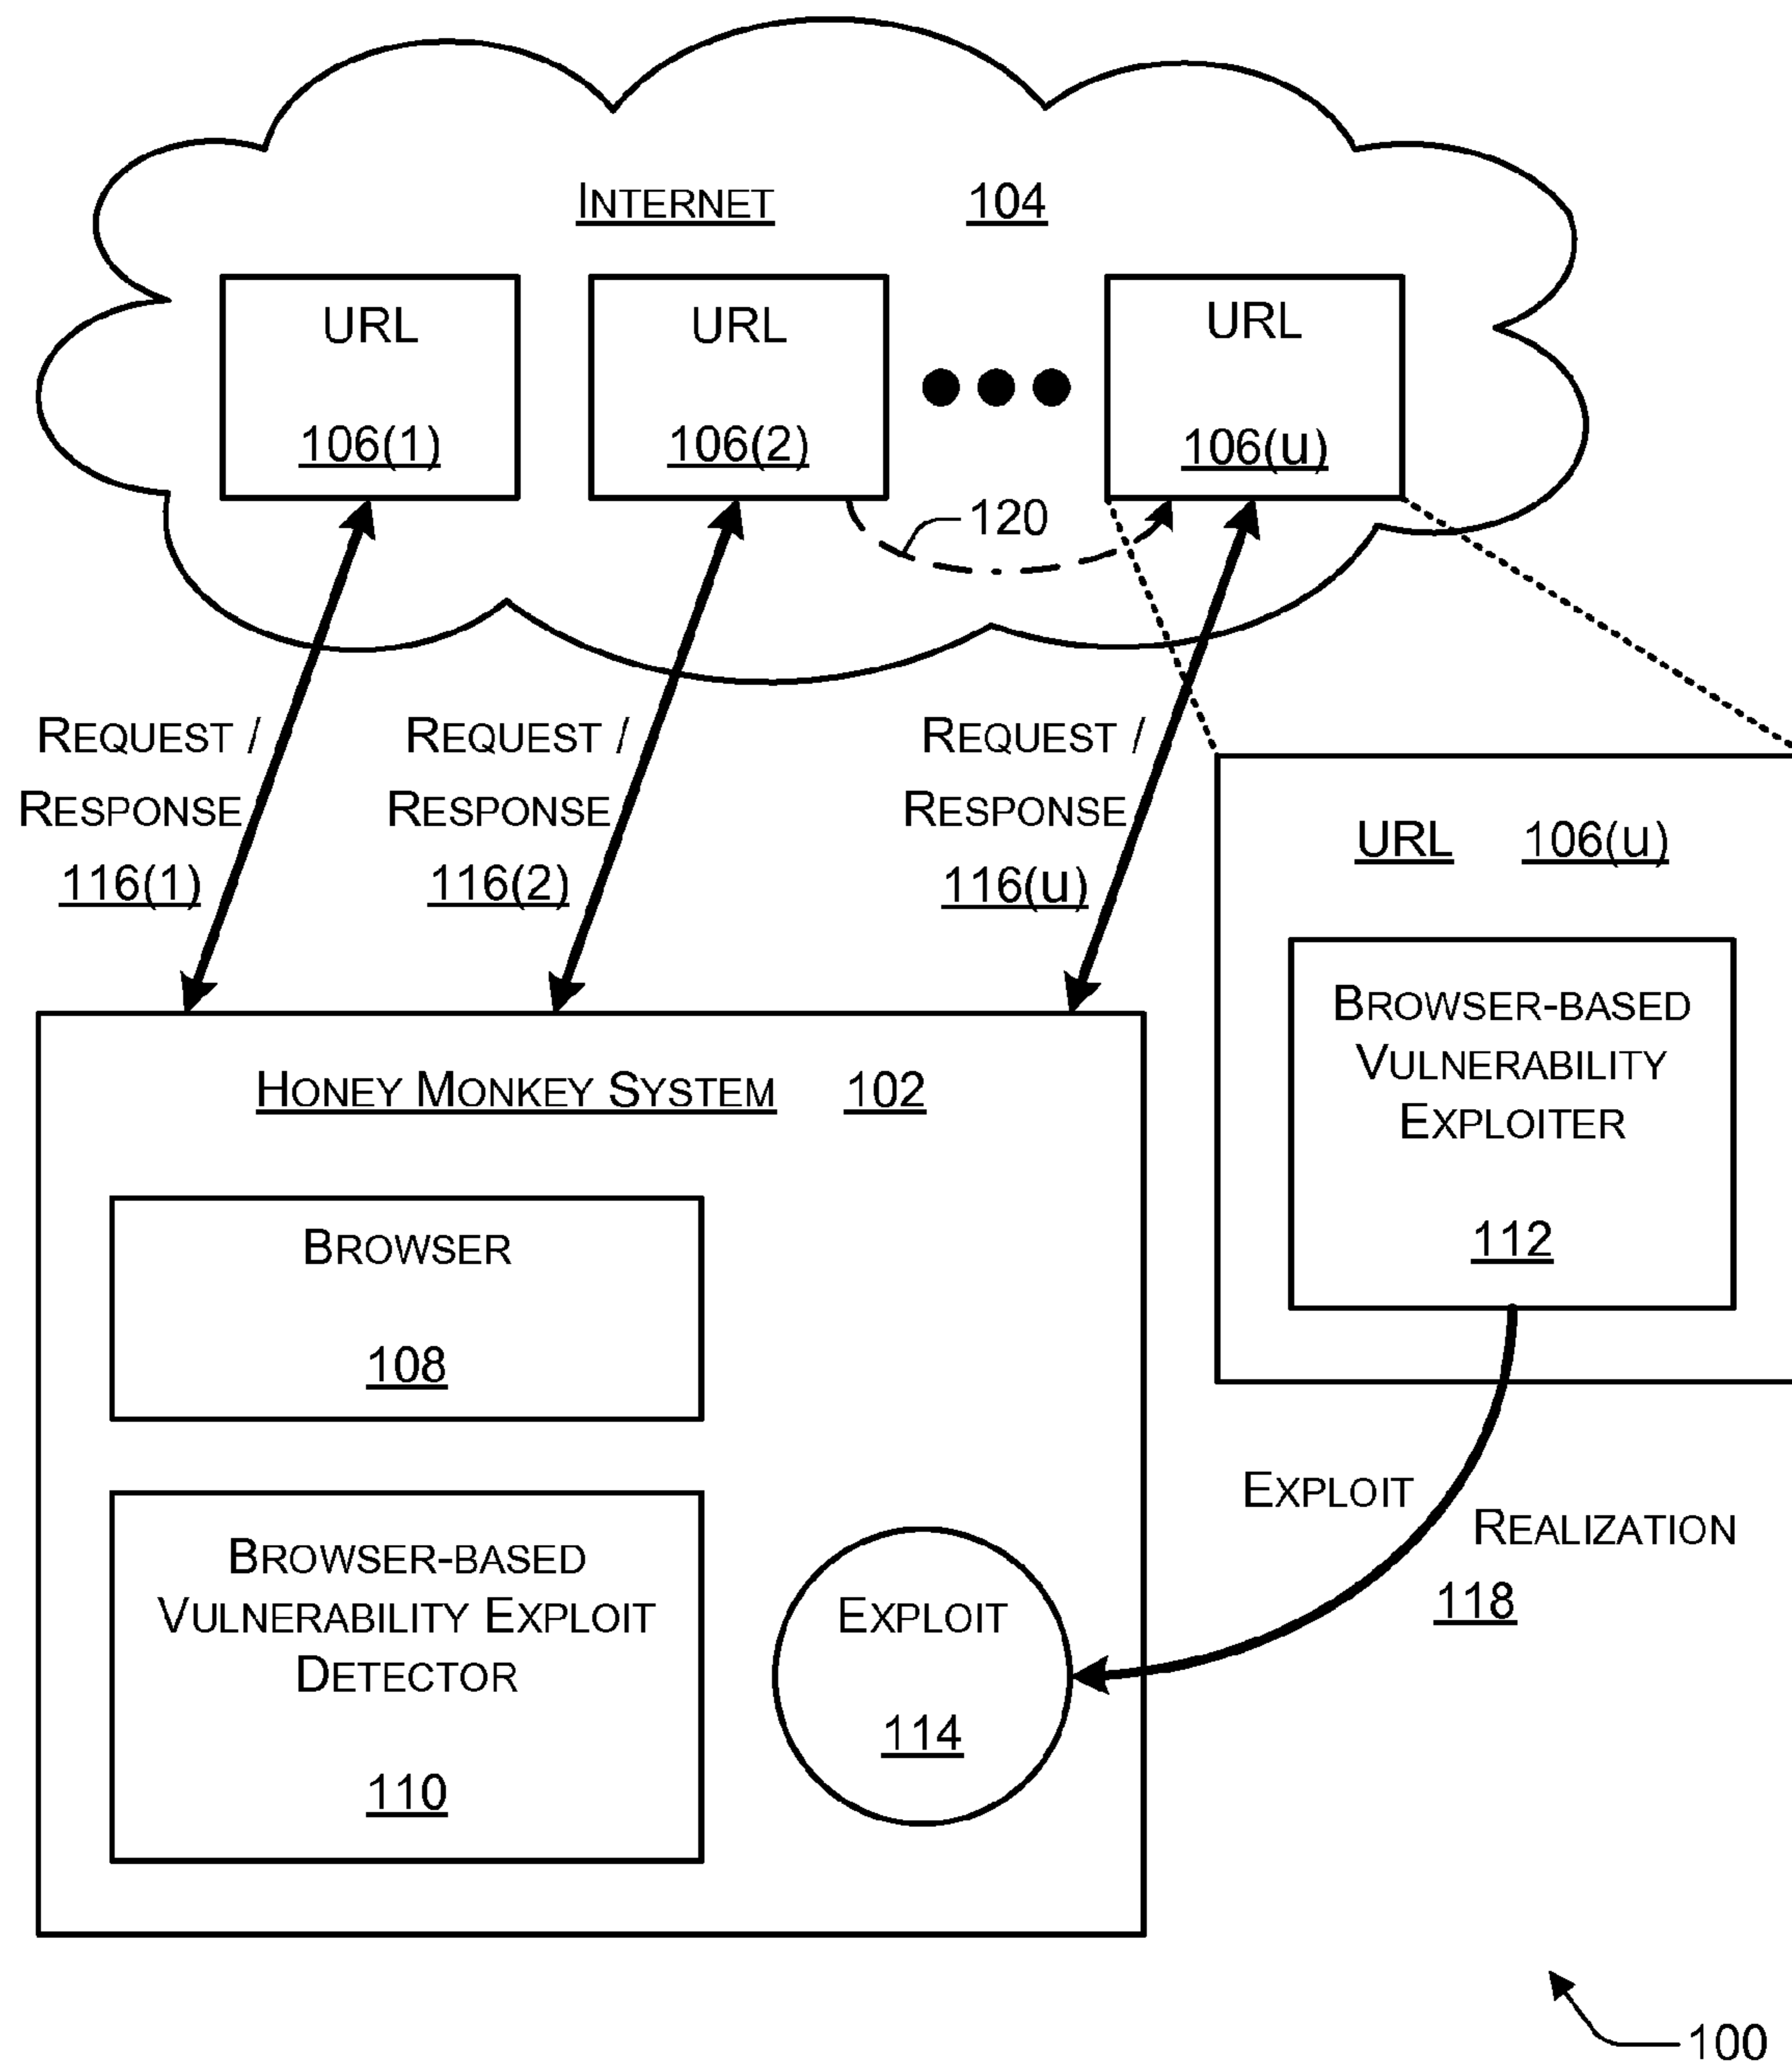 INTERNET 104
URL
106(1)
URL
106(2)
URL
106(u)
120
REQUEST /
RESPONSE
116(1)
REQUEST /
RESPONSE
116(2)
REQUEST /
RESPONSE
116(u)
URL 106(u)
BROWSER-BASED
VULNERABILITY
EXPLOITER
112
HONEY MONKEY SYSTEM 102
BROWSER
108
BROWSER-BASED
VULNERABILITY EXPLOIT
DETECTOR
110
EXPLOIT
114
EXPLOIT
REALIZATION
118
100